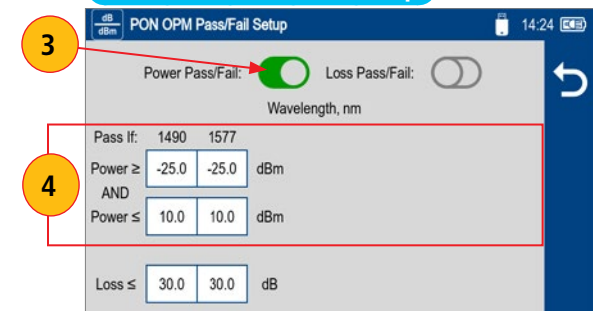 dB
dBm
PON OPM Pass/Fail Setup
14:24
3
Power Pass/Fail:
Loss Pass/Fail:
Wavelength, nm
Pass If: 1490 1577
Power ≥ -25.0 -25.0 dBm
4
AND
Power ≤ 10.0 10.0 dBm
Loss ≤ 30.0 30.0 dB